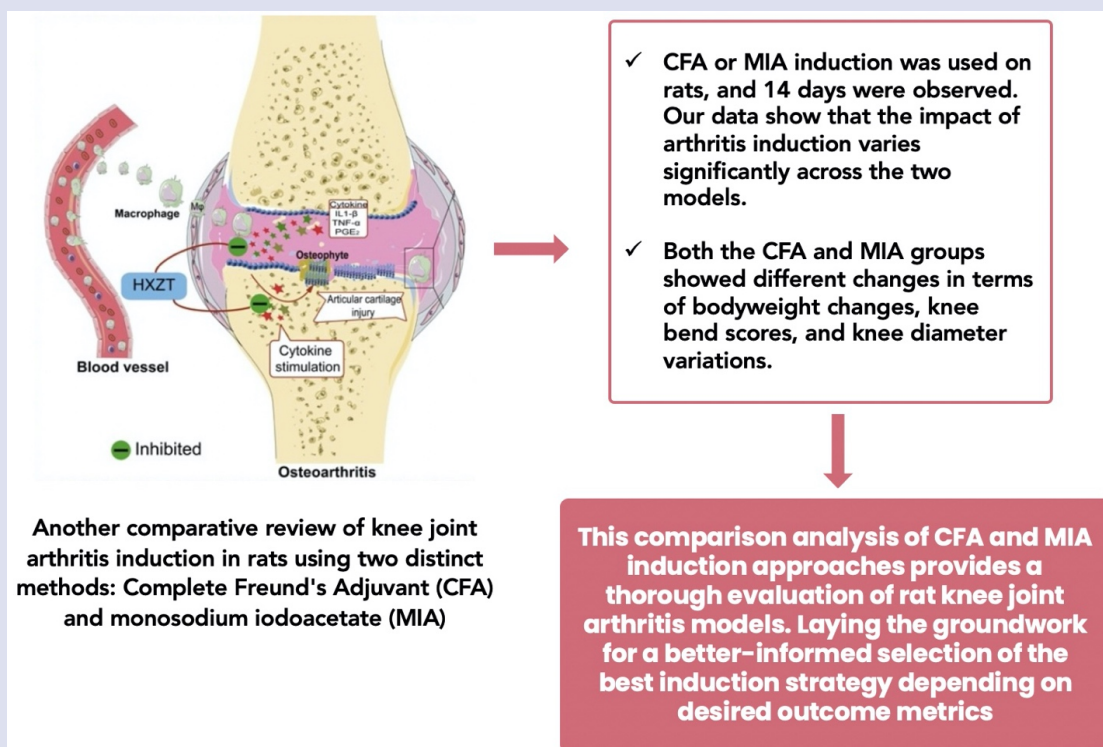 Macrophage
Mφ
Cytokine
IL1-β
TNF-α
PGE₂
Osteophyte
HXZT
Articular cartilage
injury
Cytokine
stimulation
Blood vessel
Inhibited
Osteoarthritis
Another comparative review of knee joint
arthritis induction in rats using two distinct
methods: Complete Freund's Adjuvant (CFA)
and monosodium iodoacetate (MIA)
✓ CFA or MIA induction was used on
rats, and 14 days were observed.
Our data show that the impact of
arthritis induction varies
significantly across the two
models.
✓ Both the CFA and MIA groups
showed different changes in terms
of bodyweight changes, knee
bend scores, and knee diameter
variations.
This comparison analysis of CFA and MIA
induction approaches provides a
thorough evaluation of rat knee joint
arthritis models. Laying the groundwork
for a better-informed selection of the
best induction strategy depending on
desired outcome metrics